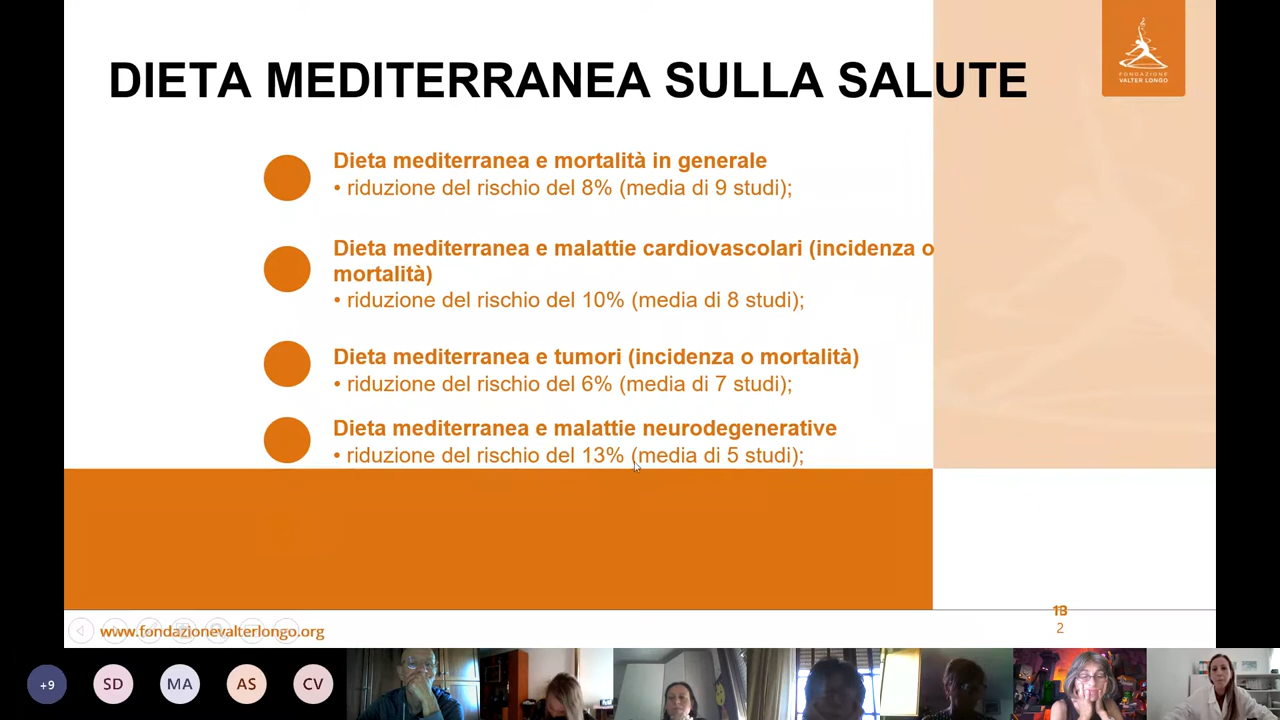 DIETA MEDITERRANEA SULLA SALUTE
FONDAZIONE
VALTER LONGO
Dieta mediterranea e mortalità in generale
• riduzione del rischio del 8% (media di 9 studi);
Dieta mediterranea e malattie cardiovascolari (incidenza o
mortalità)
• riduzione del rischio del 10% (media di 8 studi);
Dieta mediterranea e tumori (incidenza o mortalità)
• riduzione del rischio del 6% (media di 7 studi);
Dieta mediterranea e malattie neurodegenerative
• riduzione del rischio del 13% (media di 5 studi);
www.fondazionevalterlongo.org
2
+9
SD
MA
AS
CV